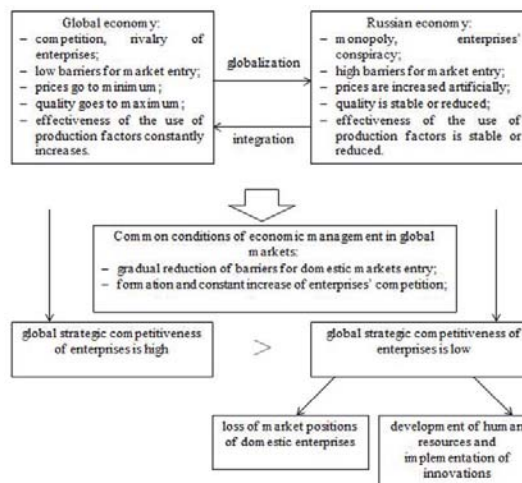 Global economy:
– competition, rivalry of
enterprises;
– low barriers for market entry;
– prices go to minimum;
– quality goes to maximum;
– effectiveness of the use of
production factors constantly
increases.
globalization
integration
Russian economy:
– monopoly, enterprises'
conspiracy;
– high barriers for market entry;
– prices are increased artificially;
– quality is stable or reduced;
– effectiveness of the use of
production factors is stable or
reduced.
Common conditions of economic management in global
markets:
– gradual reduction of barriers for domestic markets entry;
– formation and constant increase of enterprises' competition;
global strategic competitiveness
of enterprises is high
>
global strategic competitiveness of
enterprises is low
loss of market positions
of domestic enterprises
development of human
resources and
implementation of
innovations